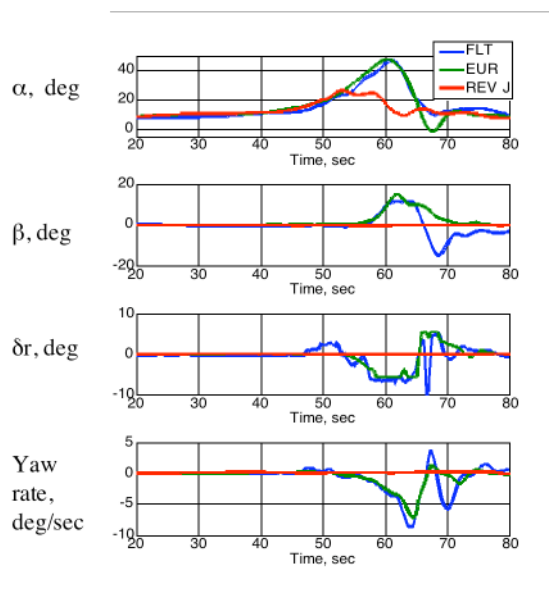 FLT
EUR
REV J
α, deg
40
20
0
20 30 40 50 60 70 80
Time, sec
β, deg
20
0
-20
20 30 40 50 60 70 80
Time, sec
δr, deg
10
0
-10
20 30 40 50 60 70 80
Time, sec
Yaw
rate,
deg/sec
5
0
-5
-10
20 30 40 50 60 70 80
Time, sec